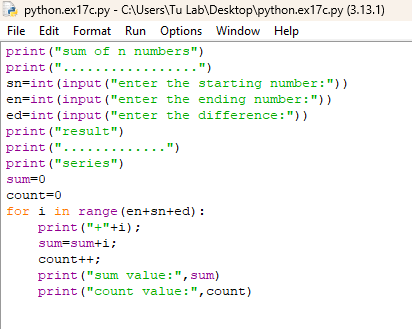 python.ex17c.py - C:\Users\Tu Lab\Desktop\python.ex17c.py (3.13.1)
File Edit Format Run Options Window Help
print("sum of n numbers")
print(".................")
sn=int(input("enter the starting number:"))
en=int(input("enter the ending number:"))
ed=int(input("enter the difference:"))
print("result")
print(".............")
print("series")
sum=0
count=0
for i in range(en+sn+ed):
    print("+"+i);
    sum=sum+i;
    count++;
    print("sum value:",sum)
    print("count value:",count)